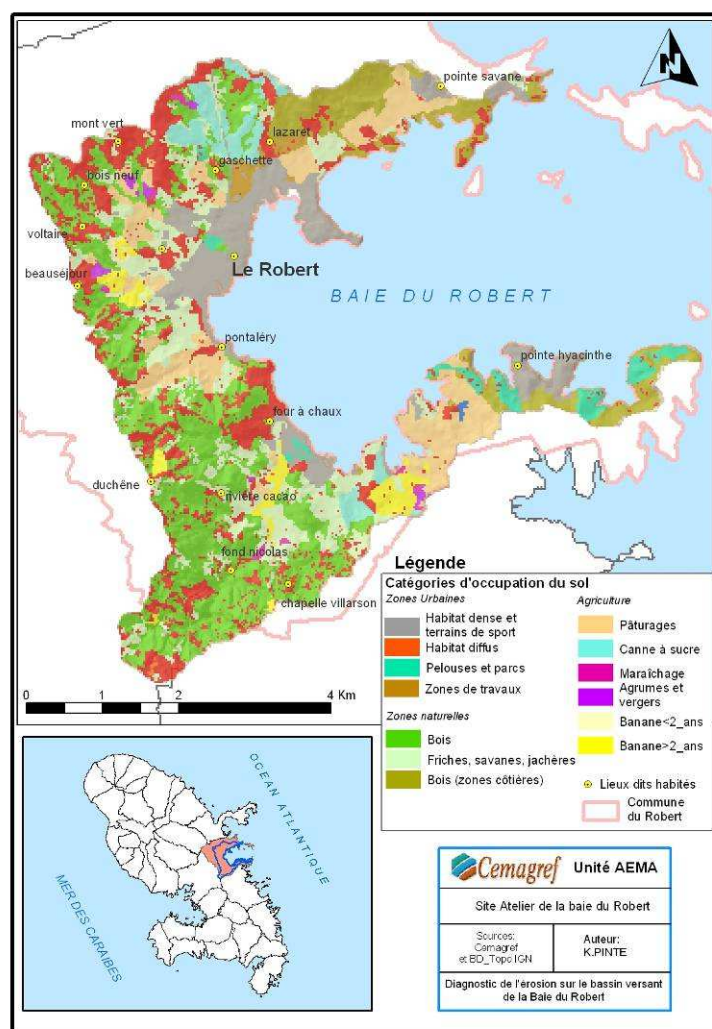 pointe savane
N
mont vert
lazaret
gaschette
bois neuf
voltaire
Le Robert
beauséjour
BAIE DU ROBERT
pontaléry
pointe hyacinthe
four à chaux
duchêne
rivière cacao
fond nicolas
chapelle villarson
0 1 2 4 Km
Légende
Catégories d'occupation du sol
Zones Urbaines
Habitat dense et
terrains de sport
Habitat diffus
Pelouses et parcs
Zones de travaux
Zones naturelles
Bois
Friches, savanes, jachères
Bois (zones côtières)
Agriculture
Pâturages
Canne à sucre
Maraîchage
Agrumes et
vergers
Banane<2_ans
Banane>2_ans
Lieux dits habités
Commune
du Robert
OCEAN ATLANTIQUE
MER DES CARAIBES
Cemagref Unité AEMA
Site Atelier de la baie du Robert
Sources:
Cemagref
et BD_Topo IGN
Auteur:
K.PINTE
Diagnostic de l'érosion sur le bassin versant
de la Baie du Robert